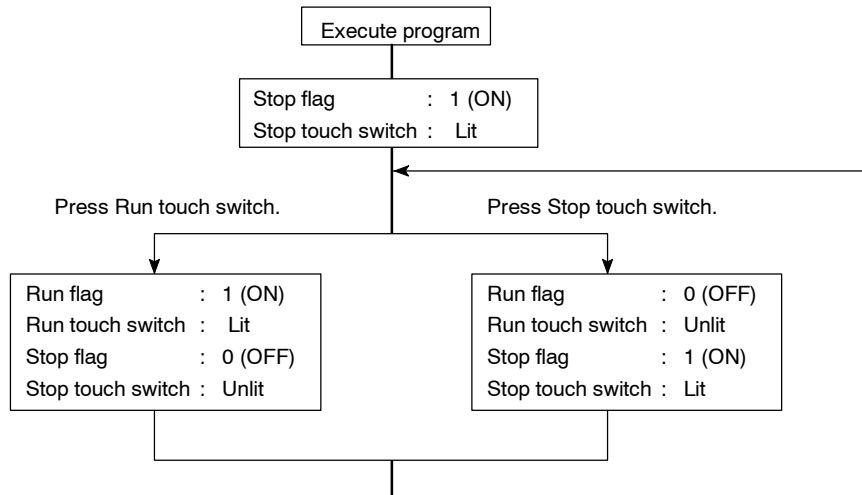 Execute program
Stop flag : 1 (ON)
Stop touch switch : Lit
Press Run touch switch.
Press Stop touch switch.
Run flag : 1 (ON)
Run touch switch : Lit
Stop flag : 0 (OFF)
Stop touch switch : Unlit
Run flag : 0 (OFF)
Run touch switch : Unlit
Stop flag : 1 (ON)
Stop touch switch : Lit